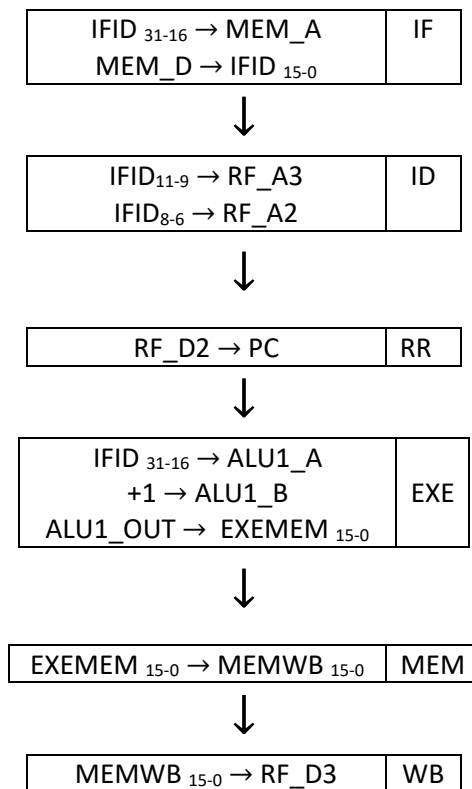 IFID 31-16 → MEM_A IF
MEM_D → IFID 15-0
↓
IFID11-9 → RF_A3 ID
IFID8-6 → RF_A2
↓
RF_D2 → PC RR
↓
IFID 31-16 → ALU1_A
+1 → ALU1_B EXE
ALU1_OUT → EXEMEM 15-0
↓
EXEMEM 15-0 → MEMWB 15-0 MEM
↓
MEMWB 15-0 → RF_D3 WB